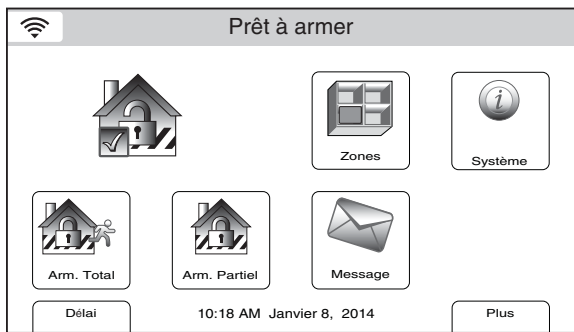 Prêt à armer
Zones
Système
Arm. Total
Arm. Partiel
Message
Délai
10:18 AM Janvier 8, 2014
Plus